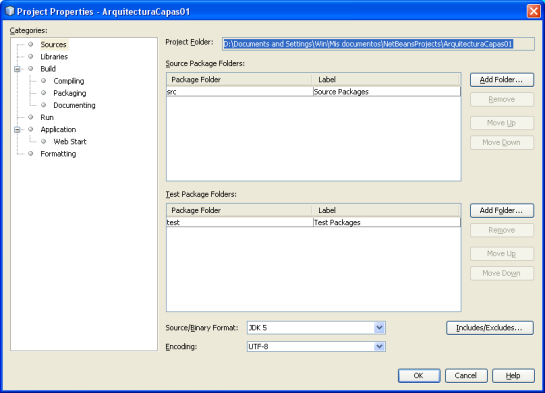 Project Properties - ArquitecturaCapas01
Categories:
Sources
Libraries
Build
Compiling
Packaging
Documenting
Run
Application
Web Start
Formatting
Project Folder: D:\Documents and Settings\Win\Mis documentos\NetBeansProjects\ArquitecturaCapas01
Source Package Folders:
Package Folder Label
src Source Packages
Add Folder...
Remove
Move Up
Move Down
Test Package Folders:
Package Folder Label
test Test Packages
Add Folder...
Remove
Move Up
Move Down
Source/Binary Format: JDK 5
Includes/Excludes...
Encoding: UTF-8
OK Cancel Help